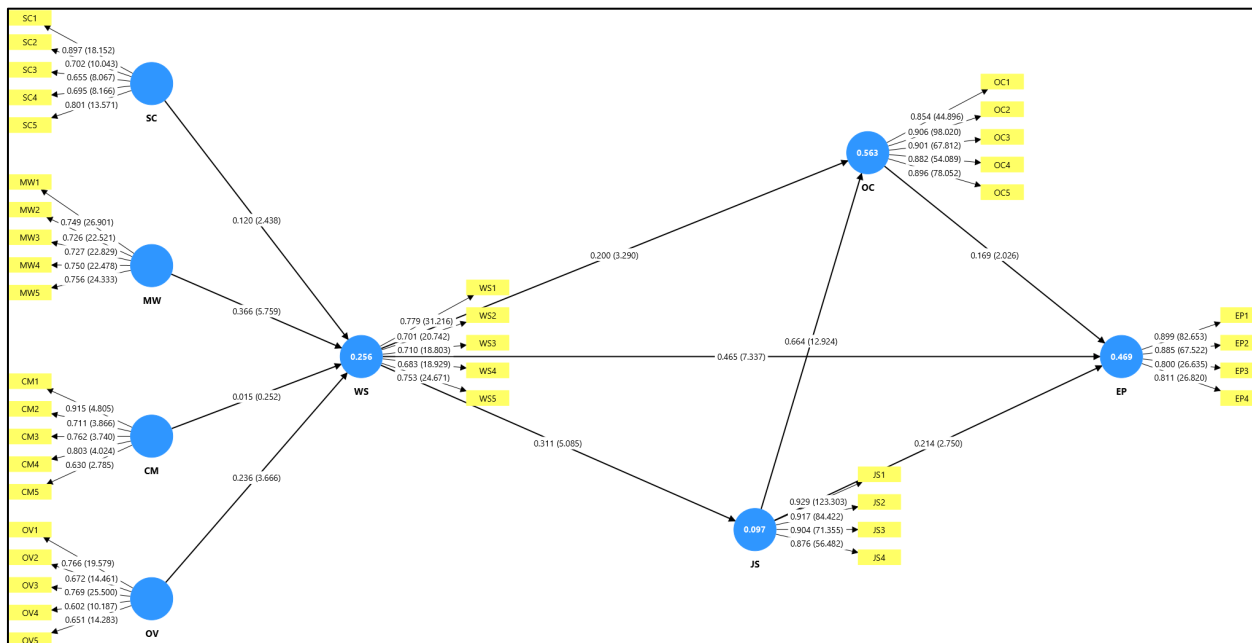 SC1
SC2
SC3
SC4
SC5
0.897 (18.152)
0.702 (10.043)
0.655 (8.067)
0.695 (8.166)
0.801 (13.571)
SC
MW1
MW2
MW3
MW4
MW5
0.749 (26.901)
0.726 (22.521)
0.727 (22.829)
0.750 (22.478)
0.756 (24.333)
MW
CM1
CM2
CM3
CM4
CM5
0.915 (4.805)
0.711 (3.866)
0.762 (3.740)
0.803 (4.024)
0.630 (2.785)
CM
OV1
OV2
OV3
OV4
OV5
0.766 (19.579)
0.672 (14.461)
0.769 (25.500)
0.602 (10.187)
0.651 (14.283)
OV
0.120 (2.438)
0.366 (5.759)
0.015 (0.252)
0.236 (3.666)
0.256
WS
WS1
WS2
WS3
WS4
WS5
0.779 (31.216)
0.701 (20.742)
0.710 (18.803)
0.683 (18.929)
0.753 (24.671)
0.200 (3.290)
0.465 (7.337)
0.311 (5.085)
0.664 (12.924)
0.563
OC
OC1
OC2
OC3
OC4
OC5
0.854 (44.896)
0.906 (98.020)
0.901 (67.812)
0.882 (54.089)
0.896 (78.052)
0.169 (2.026)
0.214 (2.750)
0.097
JS
JS1
JS2
JS3
JS4
0.929 (123.303)
0.917 (84.422)
0.904 (71.355)
0.876 (56.482)
0.469
EP
EP1
EP2
EP3
EP4
0.899 (82.653)
0.885 (67.522)
0.800 (26.635)
0.811 (26.820)